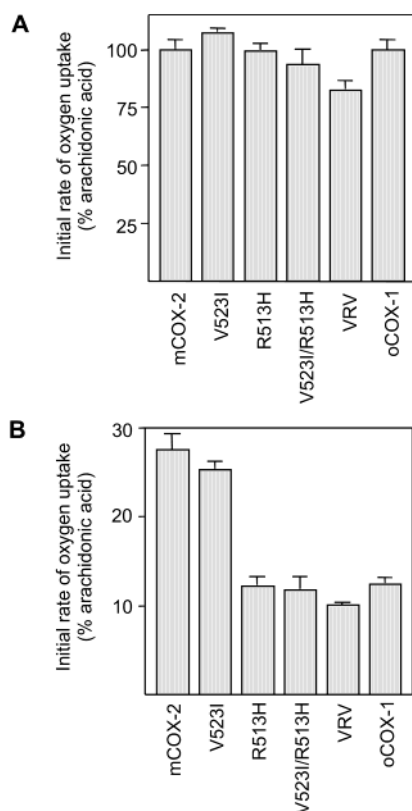 A
Initial rate of oxygen uptake
(% arachidonic acid)
100
75
50
25
mCOX-2
V523I
R513H
V523I/R513H
VRV
oCOX-1
B
Initial rate of oxygen uptake
(% arachidonic acid)
30
20
10
mCOX-2
V523I
R513H
V523I/R513H
VRV
oCOX-1